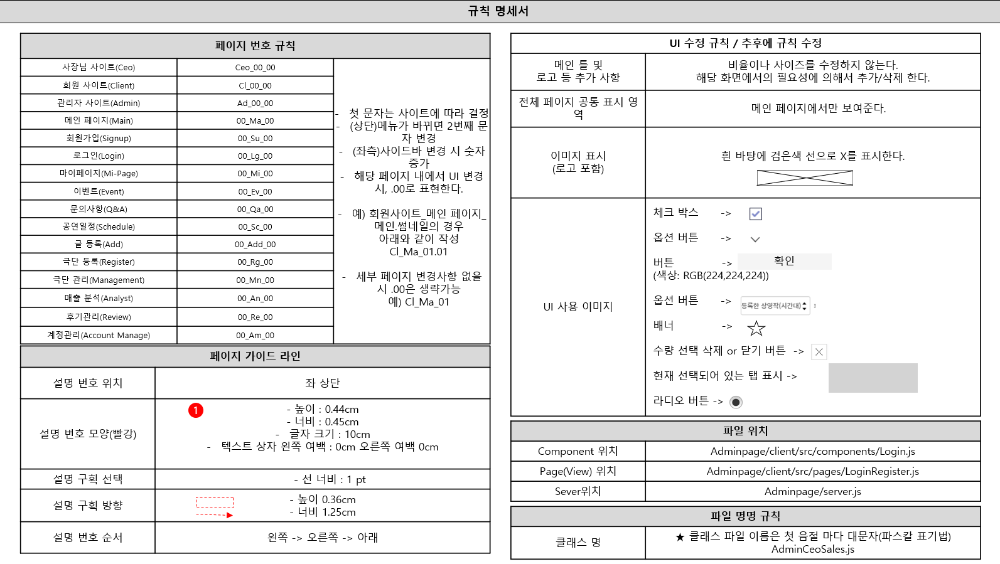 규칙 명세서
페이지 번호 규칙
사장님 사이트(Ceo) Ceo_00_00
회원 사이트(Client) Cl_00_00
관리자 사이트(Admin) Ad_00_00
메인 페이지(Main) 00_Ma_00
회원가입(Signup) 00_Su_00
로그인(Login) 00_Lg_00
마이페이지(Mi-Page) 00_Mi_00
이벤트(Event) 00_Ev_00
문의사항(Q&A) 00_Qa_00
공연일정(Schedule) 00_Sc_00
글 등록(Add) 00_Add_00
극단 등록(Register) 00_Rg_00
극단 관리(Management) 00_Mn_00
매출 분석(Analyst) 00_An_00
후기관리(Review) 00_Re_00
계정관리(Account Manage) 00_Am_00
- 첫 문자는 사이트에 따라 결정
- (상단)메뉴가 바뀌면 2번째 문
자 변경
- (좌측)사이드바 변경 시 숫자
증가
- 해당 페이지 내에서 UI 변경
시, .00로 표현한다.
- 예) 회원사이트_메인 페이지_
메인.썸네일의 경우
아래와 같이 작성
Cl_Ma_01.01
- 세부 페이지 변경사항 없을
시 .00은 생략가능
예) Cl_Ma_01
페이지 가이드 라인
설명 번호 위치 좌 상단
설명 번호 모양(빨강)
1
- 높이 : 0.44cm
- 너비 : 0.45cm
- 글자 크기 : 10cm
- 텍스트 상자 왼쪽 여백 : 0cm 오른쪽 여백 0cm
설명 구획 선택 - 선 너비 : 1 pt
설명 구획 방향
- 높이 0.36cm
- 너비 1.25cm
설명 번호 순서 왼쪽 -> 오른쪽 -> 아래
UI 수정 규칙 / 추후에 규칙 수정
메인 틀 및
로고 등 추가 사항
비율이나 사이즈를 수정하지 않는다.
해당 화면에서의 필요성에 의해서 추가/삭제 한다.
전체 페이지 공통 표시 영
역
메인 페이지에서만 보여준다.
이미지 표시
(로고 포함)
흰 바탕에 검은색 선으로 X를 표시한다.
UI 사용 이미지
체크 박스 ->
옵션 버튼 ->
버튼 -> 확인
(색상: RGB(224,224,224))
옵션 버튼 -> 등록한 상영작(시간대)
배너 ->
수량 선택 삭제 or 닫기 버튼 ->
현재 선택되어 있는 탭 표시 ->
라디오 버튼 ->
파일 위치
Component 위치 Adminpage/client/src/components/Login.js
Page(View) 위치 Adminpage/client/src/pages/LoginRegister.js
Sever위치 Adminpage/server.js
파일 명명 규칙
클래스 명
★ 클래스 파일 이름은 첫 음절 마다 대문자(파스칼 표기법)
AdminCeoSales.js